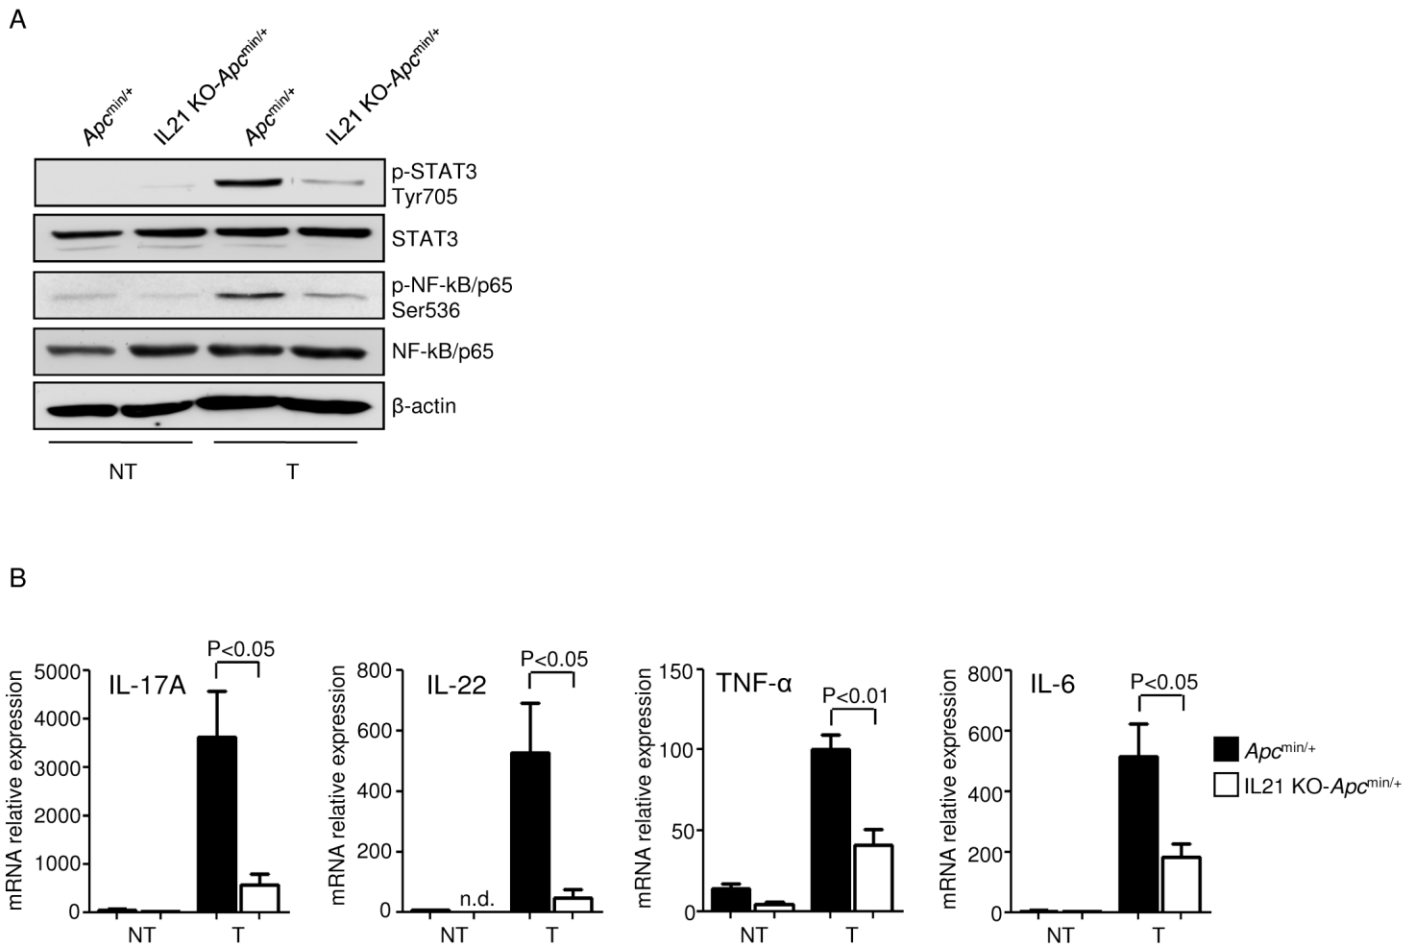 A
Apcmin/+
IL21 KO-Apcmin/+
Apcmin/+
IL21 KO-Apcmin/+
p-STAT3
Tyr705
STAT3
p-NF-kB/p65
Ser536
NF-kB/p65
β-actin
NT
T
B
mRNA relative expression
5000
4000
3000
2000
1000
0
IL-17A
P<0.05
NT
T
mRNA relative expression
800
600
400
200
0
IL-22
P<0.05
n.d.
NT
T
mRNA relative expression
150
100
50
0
TNF-α
P<0.01
NT
T
mRNA relative expression
800
600
400
200
0
IL-6
P<0.05
NT
T
Apcmin/+
IL21 KO-Apcmin/+